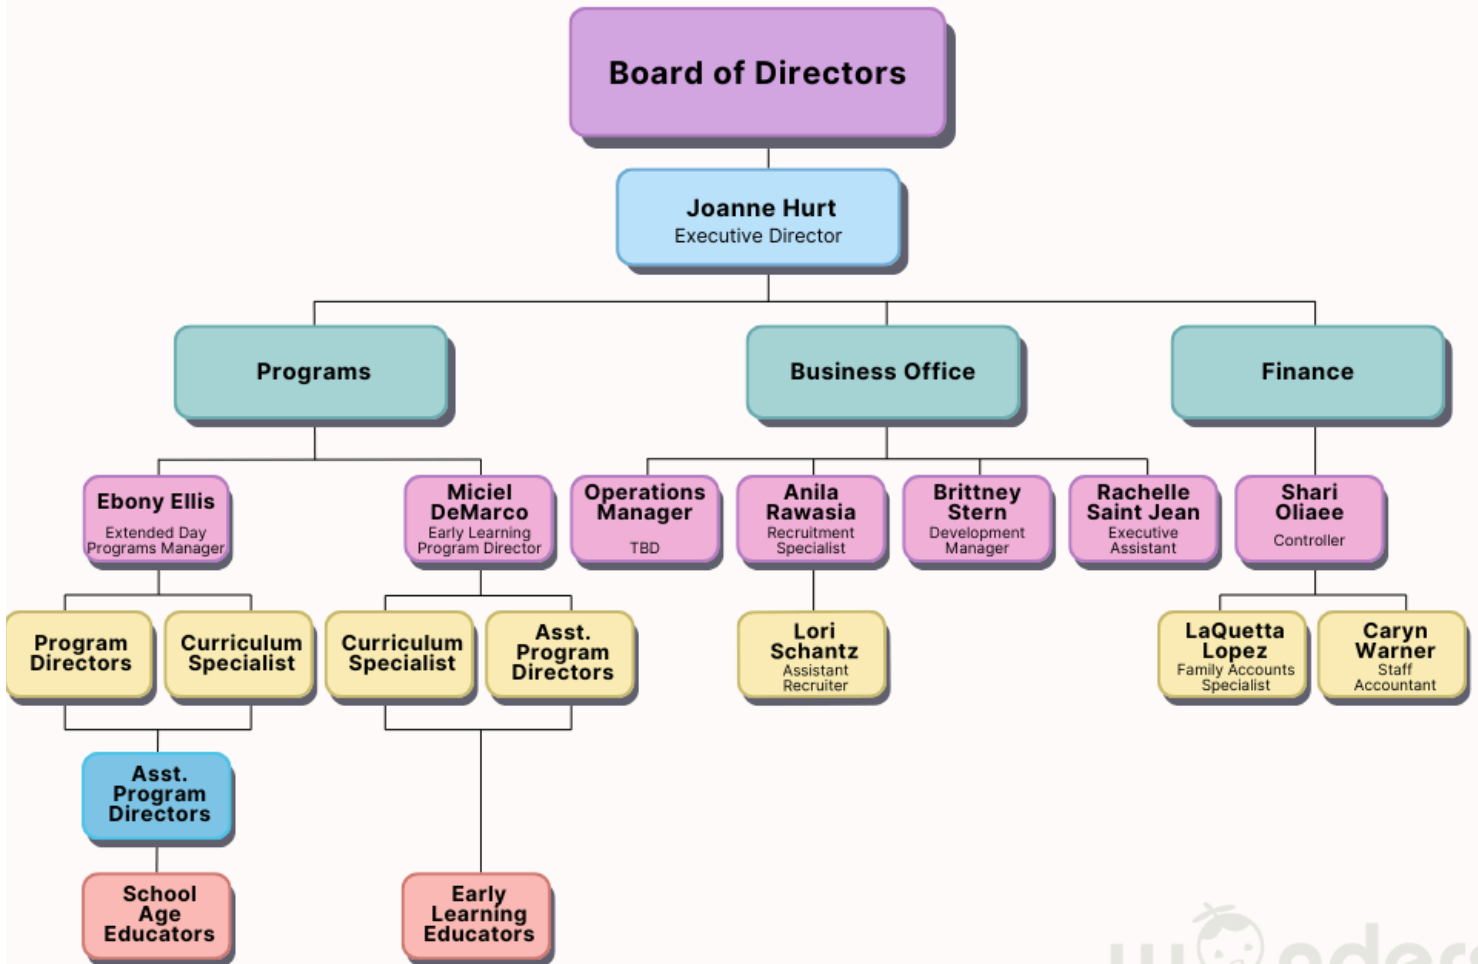 Board of Directors
Joanne Hurt
Executive Director
Programs
Business Office
Finance
Ebony Ellis
Extended Day
Programs Manager
Miciel
DeMarco
Early Learning
Program Director
Operations
Manager
TBD
Anila
Rawasia
Recruitment
Specialist
Brittney
Stern
Development
Manager
Rachelle
Saint Jean
Executive
Assistant
Shari
Oliaee
Controller
Program
Directors
Curriculum
Specialist
Curriculum
Specialist
Asst.
Program
Directors
Lori
Schantz
Assistant
Recruiter
LaQuetta
Lopez
Family Accounts
Specialist
Caryn
Warner
Staff
Accountant
Asst.
Program
Directors
School
Age
Educators
Early
Learning
Educators
wonders